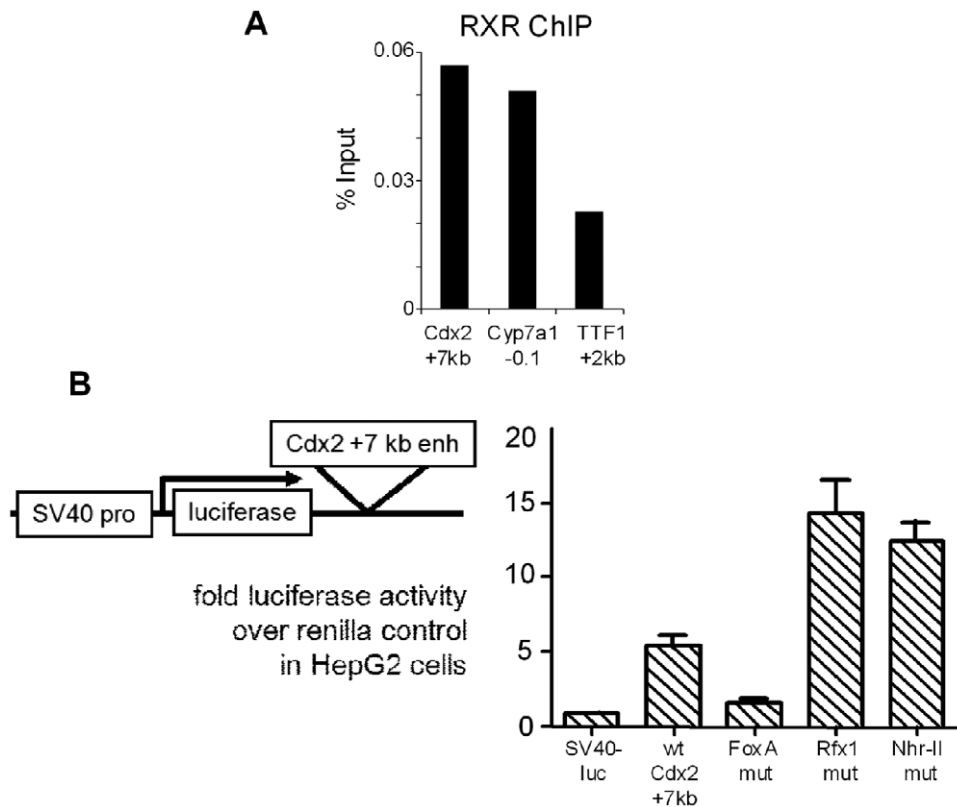 A
RXR ChIP
% Input
0.06
0.03
0
Cdx2
+7kb
Cyp7a1
-0.1
TTF1
+2kb
B
Cdx2 +7 kb enh
SV40 pro
luciferase
fold luciferase activity
over renilla control
in HepG2 cells
20
15
10
5
0
SV40-
luc
wt
Cdx2
+7kb
FoxA
mut
Rfx1
mut
Nhr-II
mut